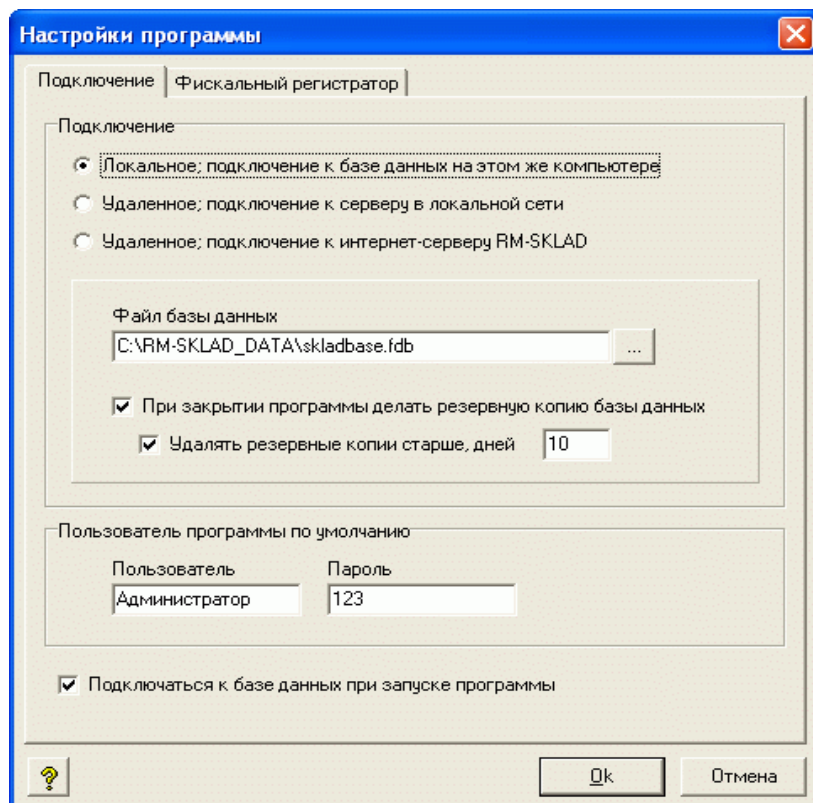 Настройки программы
Подключение
Фискальный регистратор
Подключение
Локальное; подключение к базе данных на этом же компьютере
Удаленное; подключение к серверу в локальной сети
Удаленное; подключение к интернет-серверу RM-SKLAD
Файл базы данных
C:\RM-SKLAD_DATA\skladbase.fdb
...
При закрытии программы делать резервную копию базы данных
Удалять резервные копии старше, дней 10
Пользователь программы по умолчанию
Пользователь Пароль
Администратор 123
Подключаться к базе данных при запуске программы
? Ok Отмена